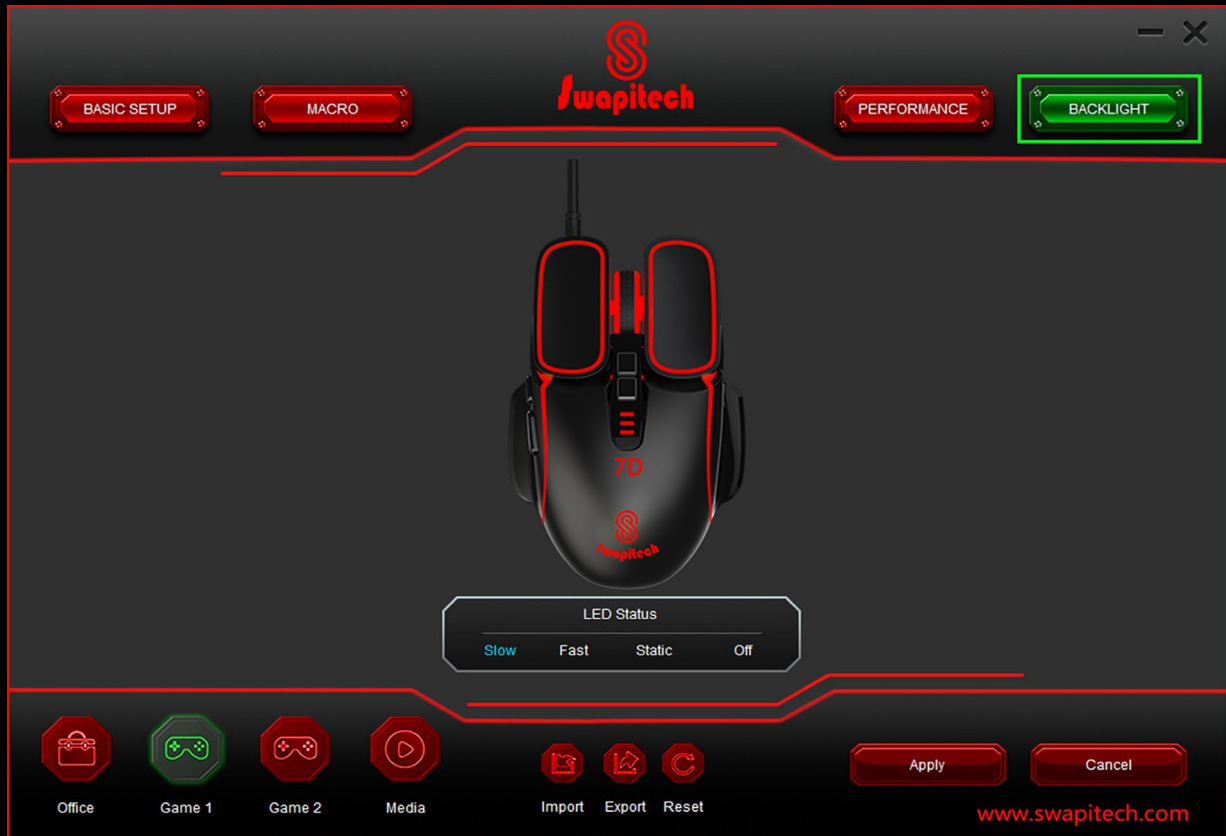 Swapitech
BASIC SETUP
MACRO
PERFORMANCE
BACKLIGHT
7D
Swapitech
LED Status
Slow Fast Static Off
Office Game 1 Game 2 Media
Import Export Reset
Apply
Cancel
www.swapitech.com